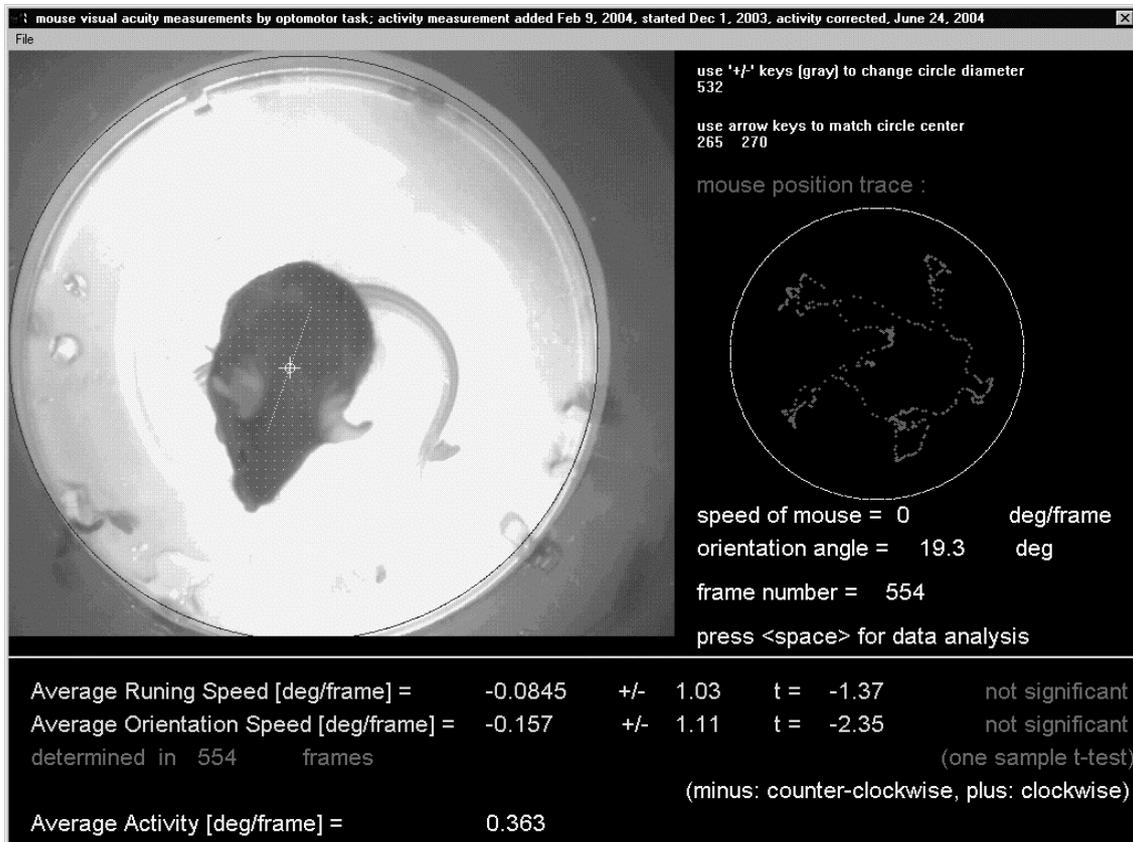 mouse visual acuity measurements by optomotor task; activity measurement added Feb 9, 2004, started Dec 1, 2003, activity corrected, June 24, 2004
File
use '+/-' keys (gray) to change circle diameter
532
use arrow keys to match circle center
265 270
mouse position trace :
speed of mouse = 0 deg/frame
orientation angle = 19.3 deg
frame number = 554
press <space> for data analysis
Average Runing Speed [deg/frame] = -0.0845 +/- 1.03 t = -1.37 not significant
Average Orientation Speed [deg/frame] = -0.157 +/- 1.11 t = -2.35 not significant
determined in 554 frames (one sample t-test)
(minus: counter-clockwise, plus: clockwise)
Average Activity [deg/frame] = 0.363